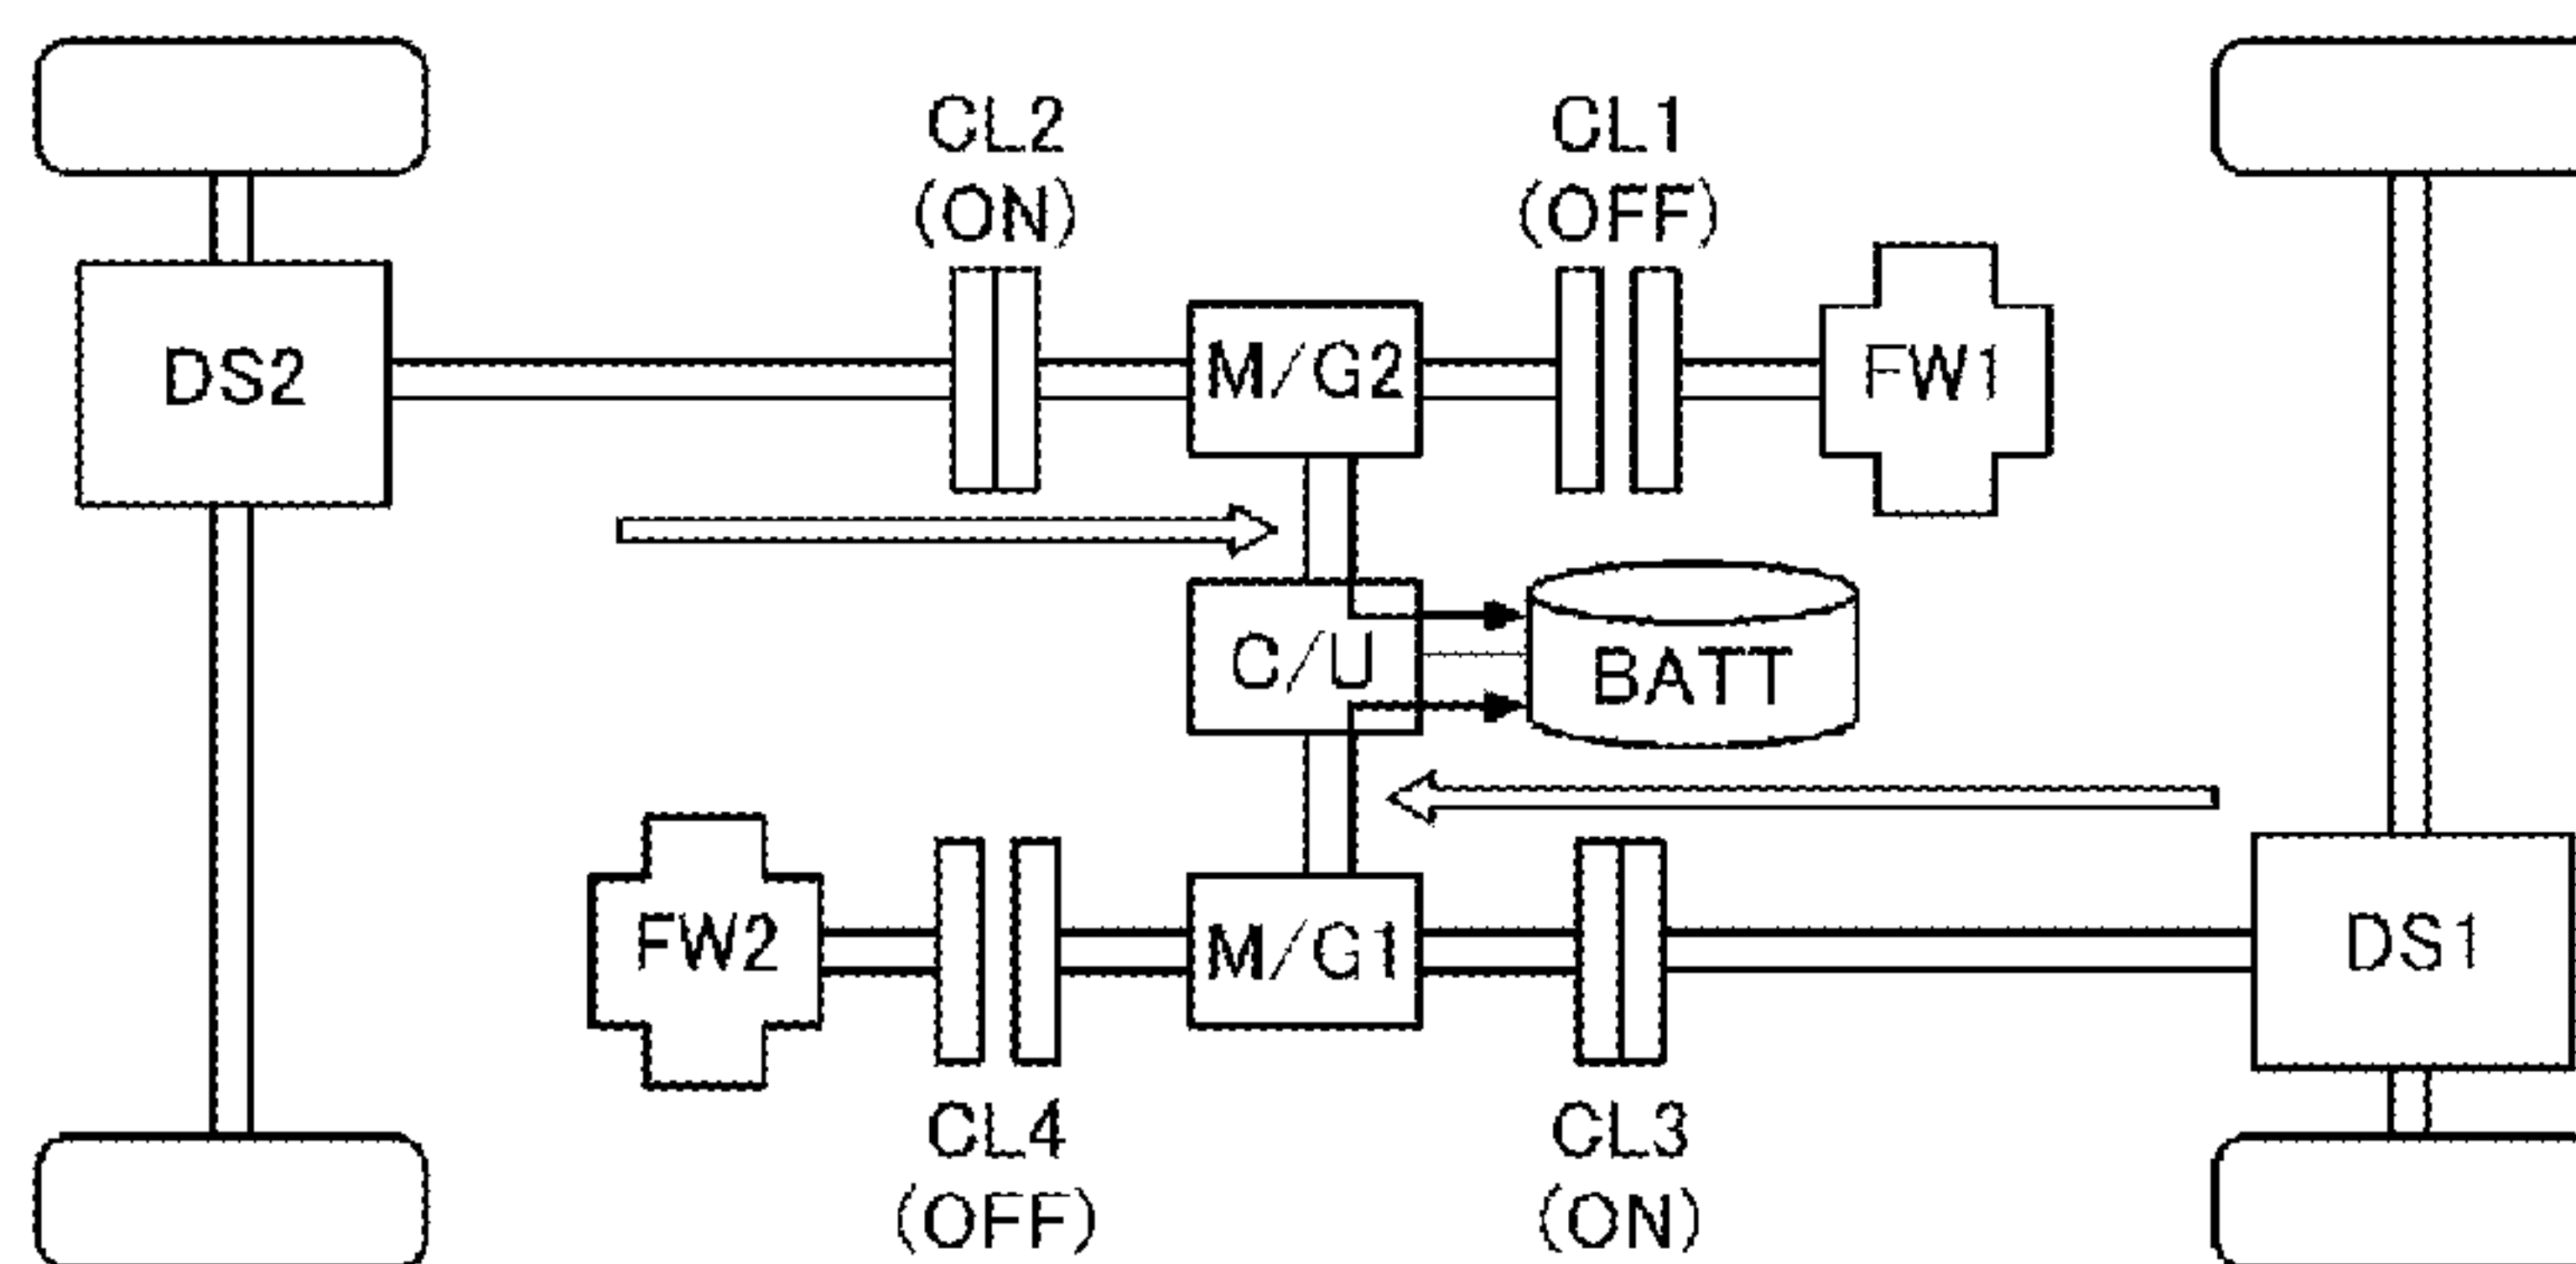 CL2
(ON)
CL1
(OFF)
DS2
M/G2
FW1
C/U
BATT
FW2
M/G1
DS1
CL4
(OFF)
CL3
(ON)